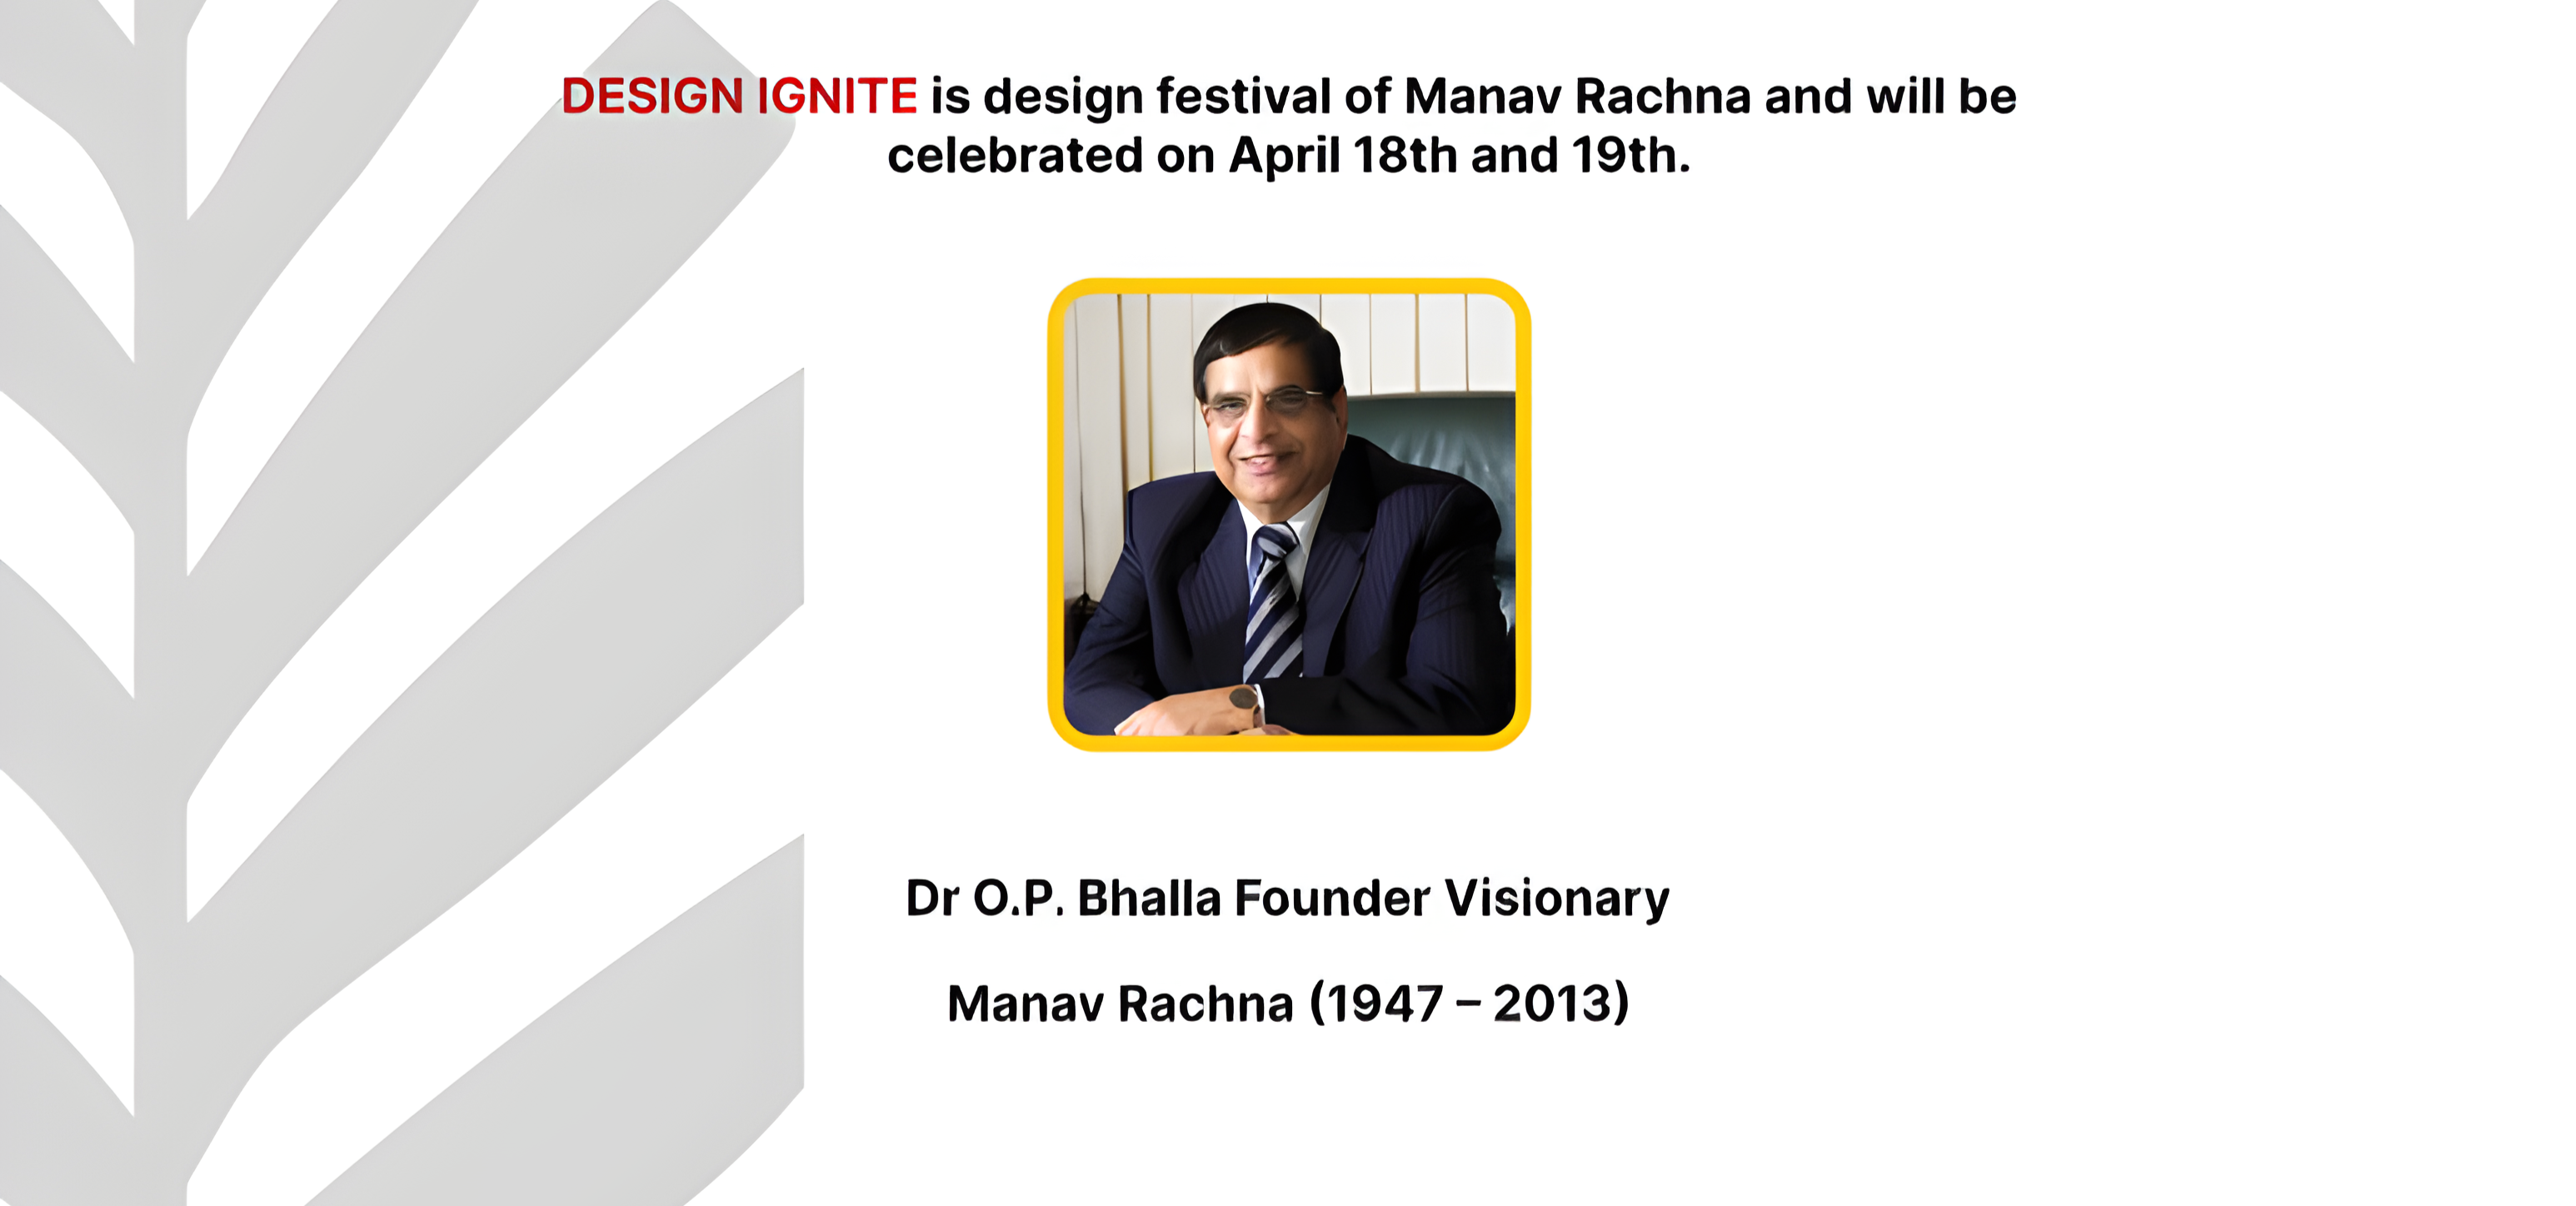 DESIGN IGNITE is design festival of Manav Rachna and will be
celebrated on April 18th and 19th.
Dr O.P. Bhalla Founder Visionary
Manav Rachna (1947 – 2013)